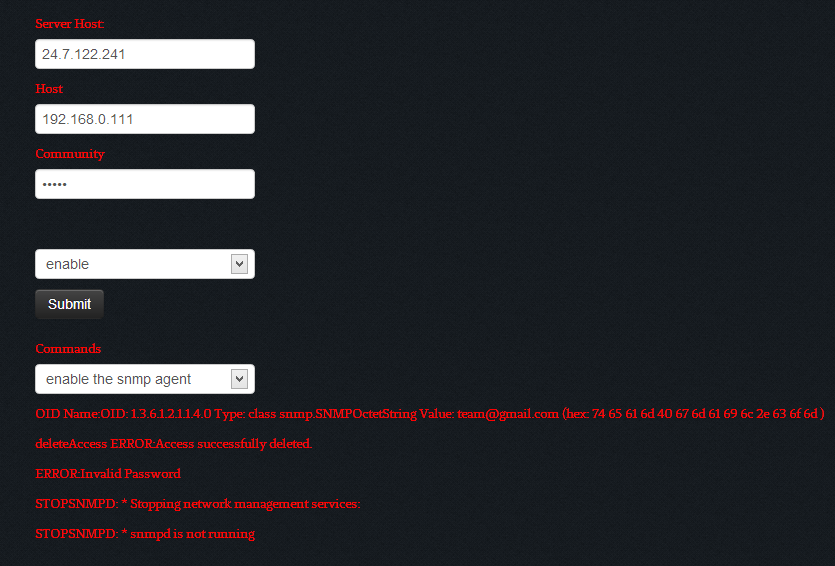 Server Host:
24.7.122.241
Host
192.168.0.111
Community
•••••
enable
Submit
Commands
enable the snmp agent
OID Name:OID: 1.3.6.1.2.1.1.4.0 Type: class snmp.SNMPOctetString Value: team@gmail.com (hex: 74 65 61 6d 40 67 6d 61 69 6c 2e 63 6f 6d )
deleteAccess ERROR:Access successfully deleted.
ERROR:Invalid Password
STOPSNMPD: * Stopping network management services:
STOPSNMPD: * snmpd is not running